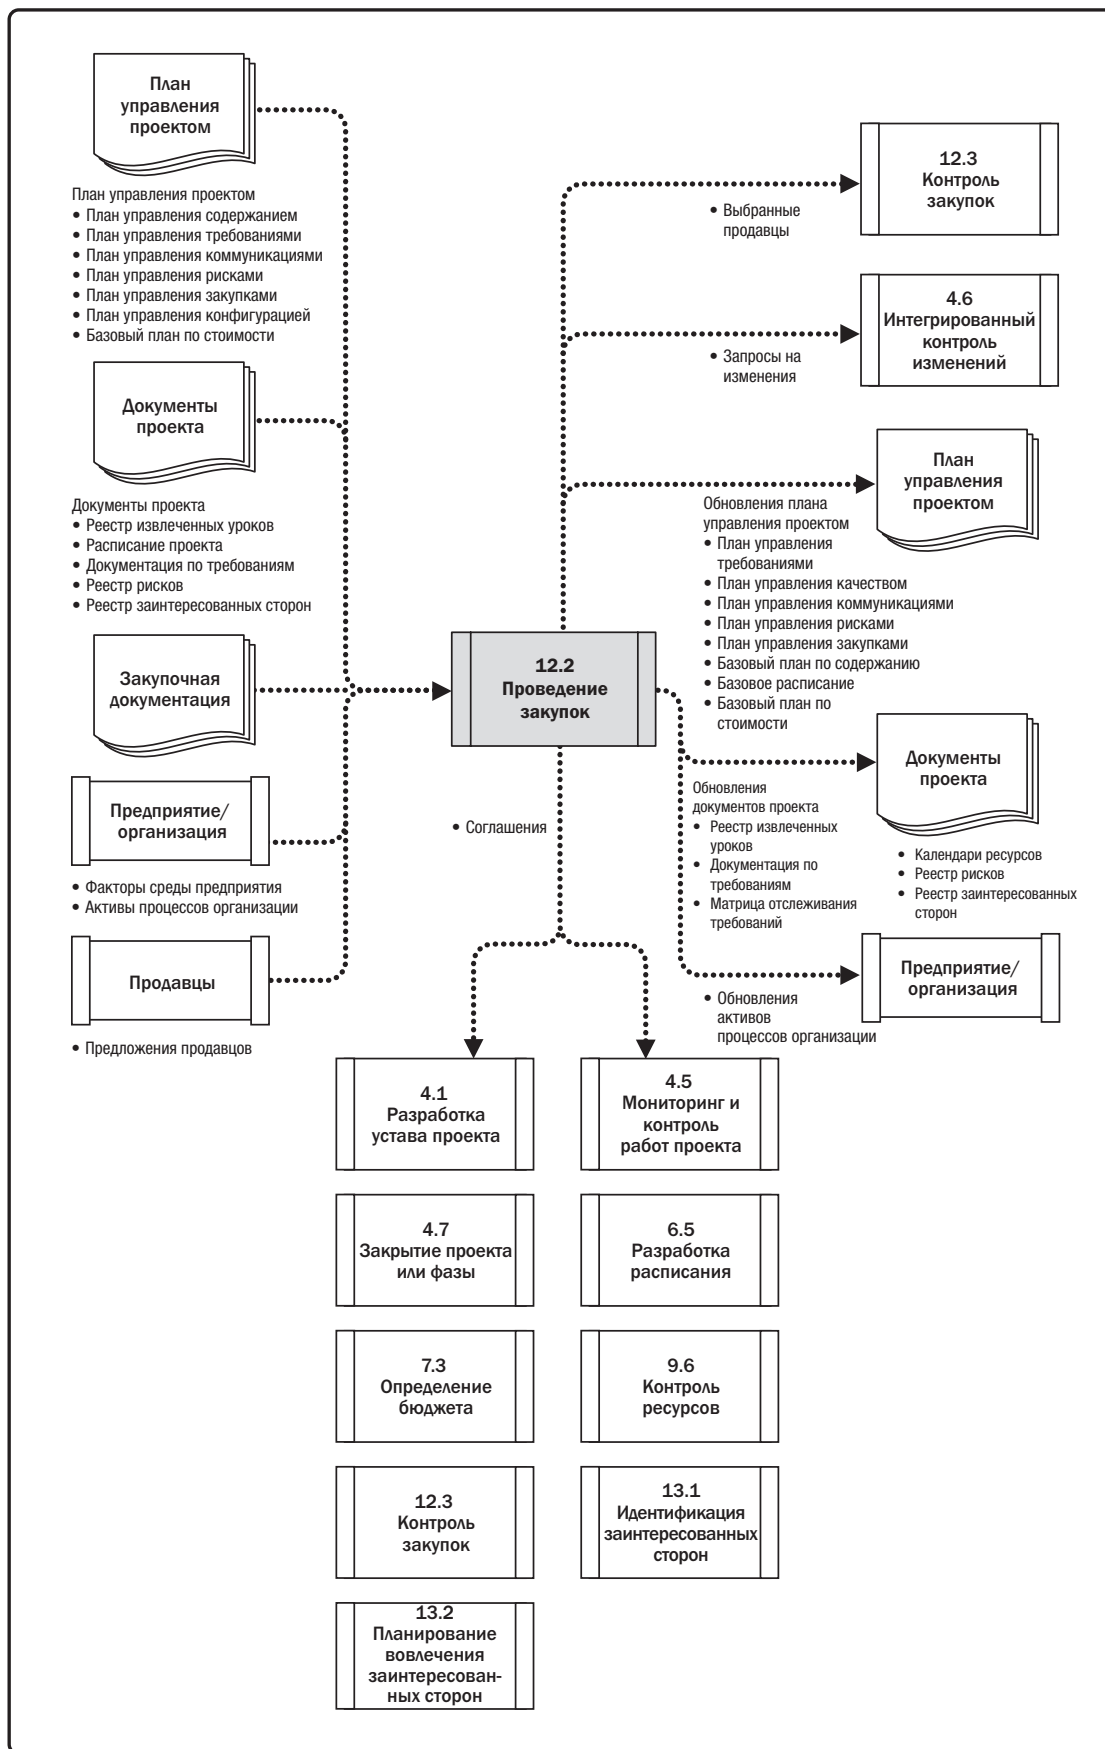 План
управления
проектом
План управления проектом
• План управления содержанием
• План управления требованиями
• План управления коммуникациями
• План управления рисками
• План управления закупками
• План управления конфигурацией
• Базовый план по стоимости
Документы
проекта
Документы проекта
• Реестр извлеченных уроков
• Расписание проекта
• Документация по требованиям
• Реестр рисков
• Реестр заинтересованных сторон
Закупочная
документация
Предприятие/
организация
• Факторы среды предприятия
• Активы процессов организации
Продавцы
• Предложения продавцов
12.2
Проведение
закупок
• Соглашения
• Выбранные
продавцы
12.3
Контроль
закупок
• Запросы на
изменения
4.6
Интегрированный
контроль
изменений
План
управления
проектом
Обновления плана
управления проектом
• План управления
требованиями
• План управления качеством
• План управления коммуникациями
• План управления рисками
• План управления закупками
• Базовый план по содержанию
• Базовое расписание
• Базовый план по
стоимости
Документы
проекта
Обновления
документов проекта
• Реестр извлеченных
уроков
• Документация по
требованиям
• Матрица отслеживания
требований
• Календари ресурсов
• Реестр рисков
• Реестр заинтересованных
сторон
Предприятие/
организация
• Обновления
активов
процессов организации
4.1
Разработка
устава проекта
4.5
Мониторинг и
контроль
работ проекта
4.7
Закрытие проекта
или фазы
6.5
Разработка
расписания
7.3
Определение
бюджета
9.6
Контроль
ресурсов
12.3
Контроль
закупок
13.1
Идентификация
заинтересованных
сторон
13.2
Планирование
вовлечения
заинтересован-
ных сторон